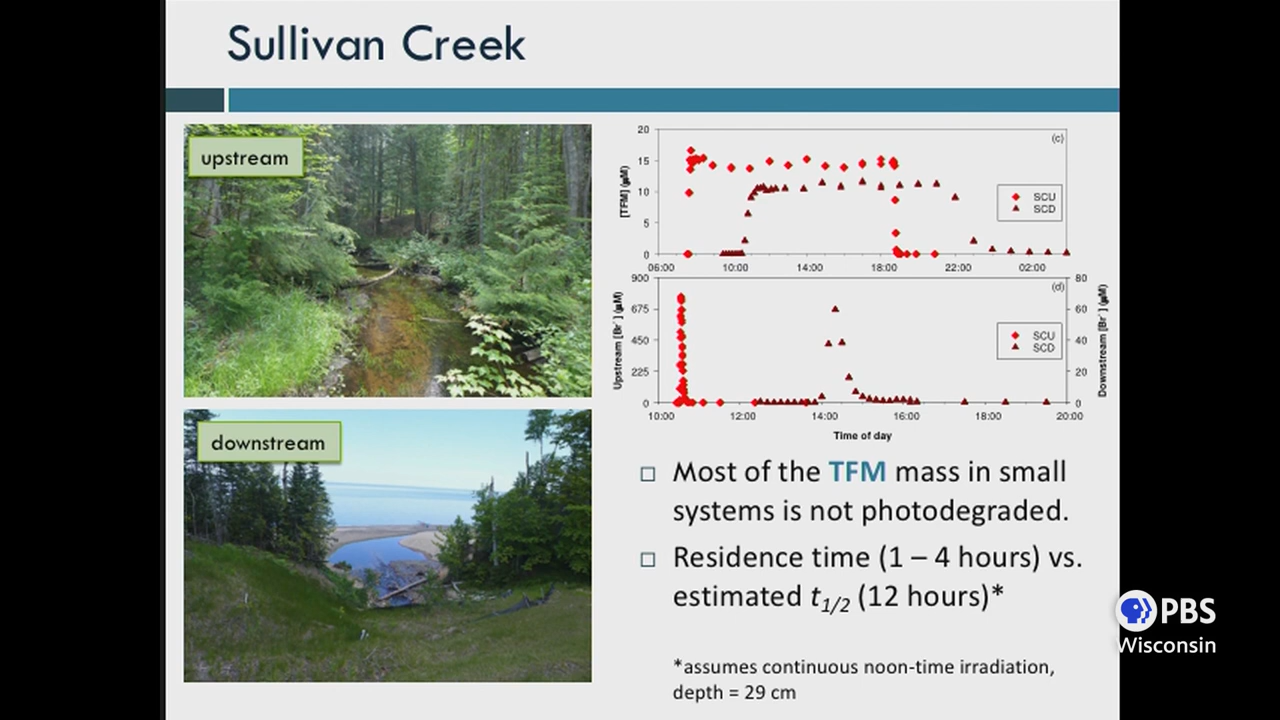 Sullivan Creek
upstream
downstream
(c)
[TFM] (µM)
20
15
10
5
0
SCU
SCD
06:00 10:00 14:00 18:00 22:00 02:00
(d)
Upstream [Br⁻] (µM)
900
675
450
225
0
SCU
SCD
80
60
40
20
0
Downstream [Br⁻] (µM)
10:00 12:00 14:00 16:00 18:00 20:00
Time of day
□ Most of the TFM mass in small
systems is not photodegraded.
□ Residence time (1 – 4 hours) vs.
estimated t1/2 (12 hours)*
*assumes continuous noon-time irradiation,
depth = 29 cm
PBS
Wisconsin